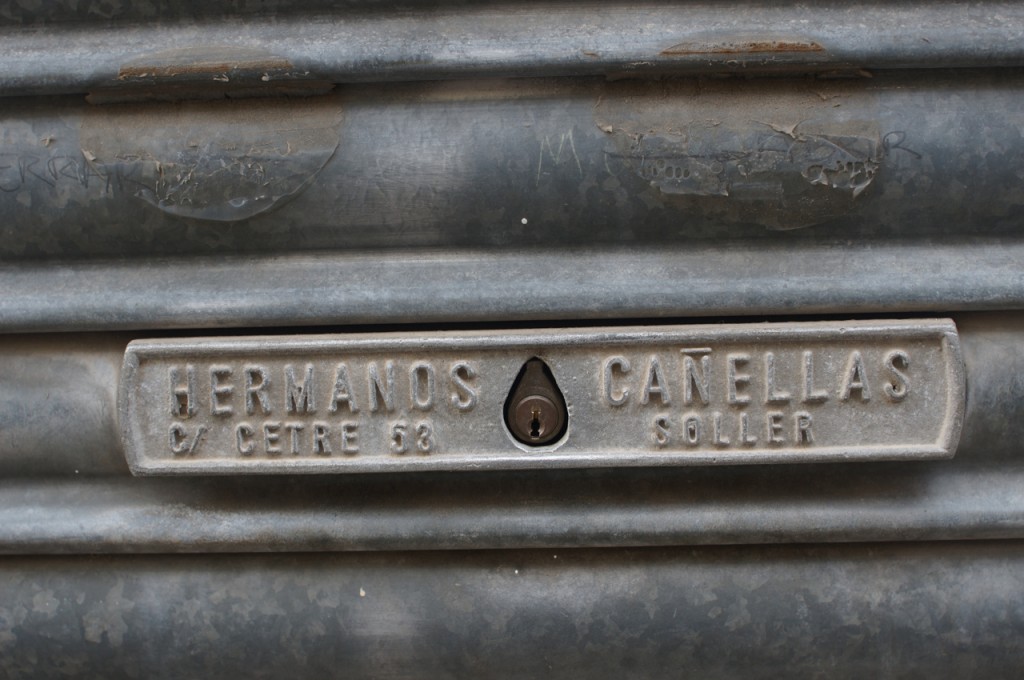 HERMANOS CAÑELLAS
C/ CETRE 53 SOLLER
M